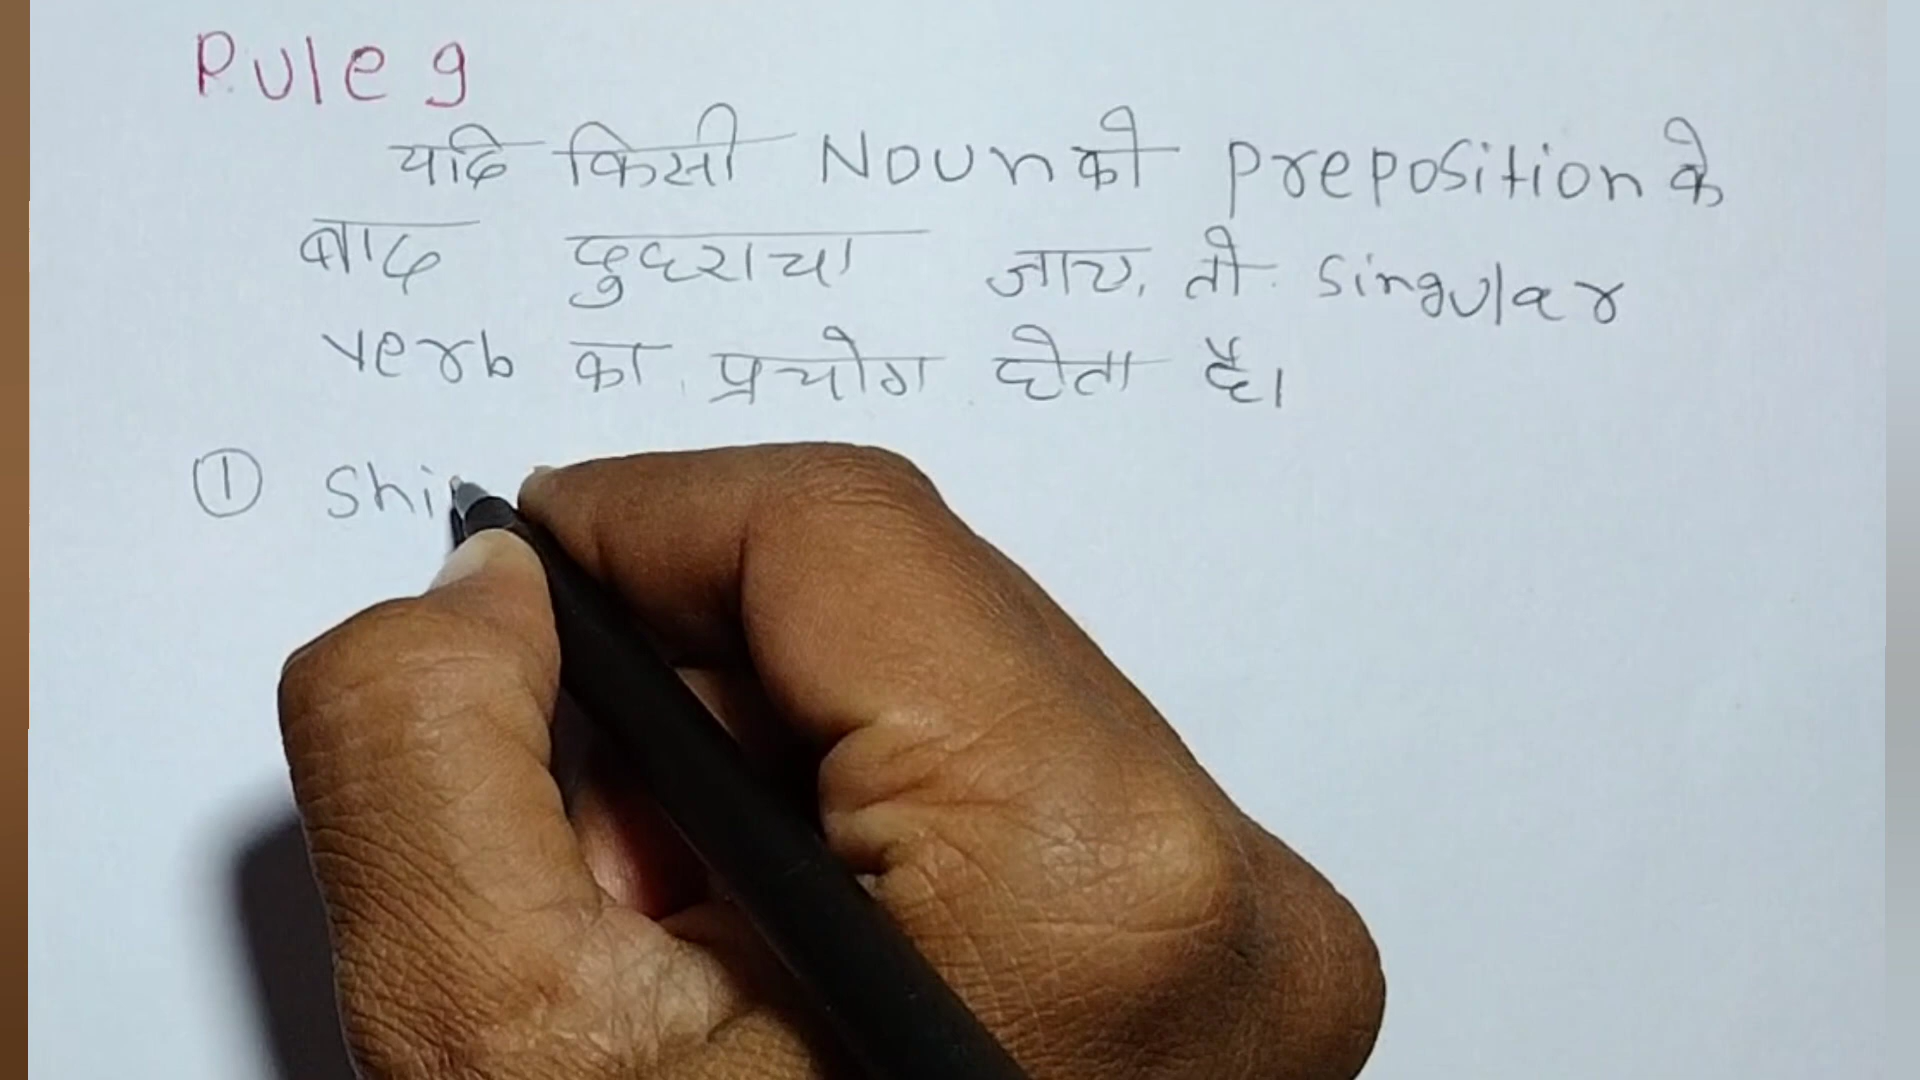 Rule 9
यदि किसी Noun को preposition के
बाद दुहराया जाय, तो singular
verb का प्रयोग होता है।
① Shi